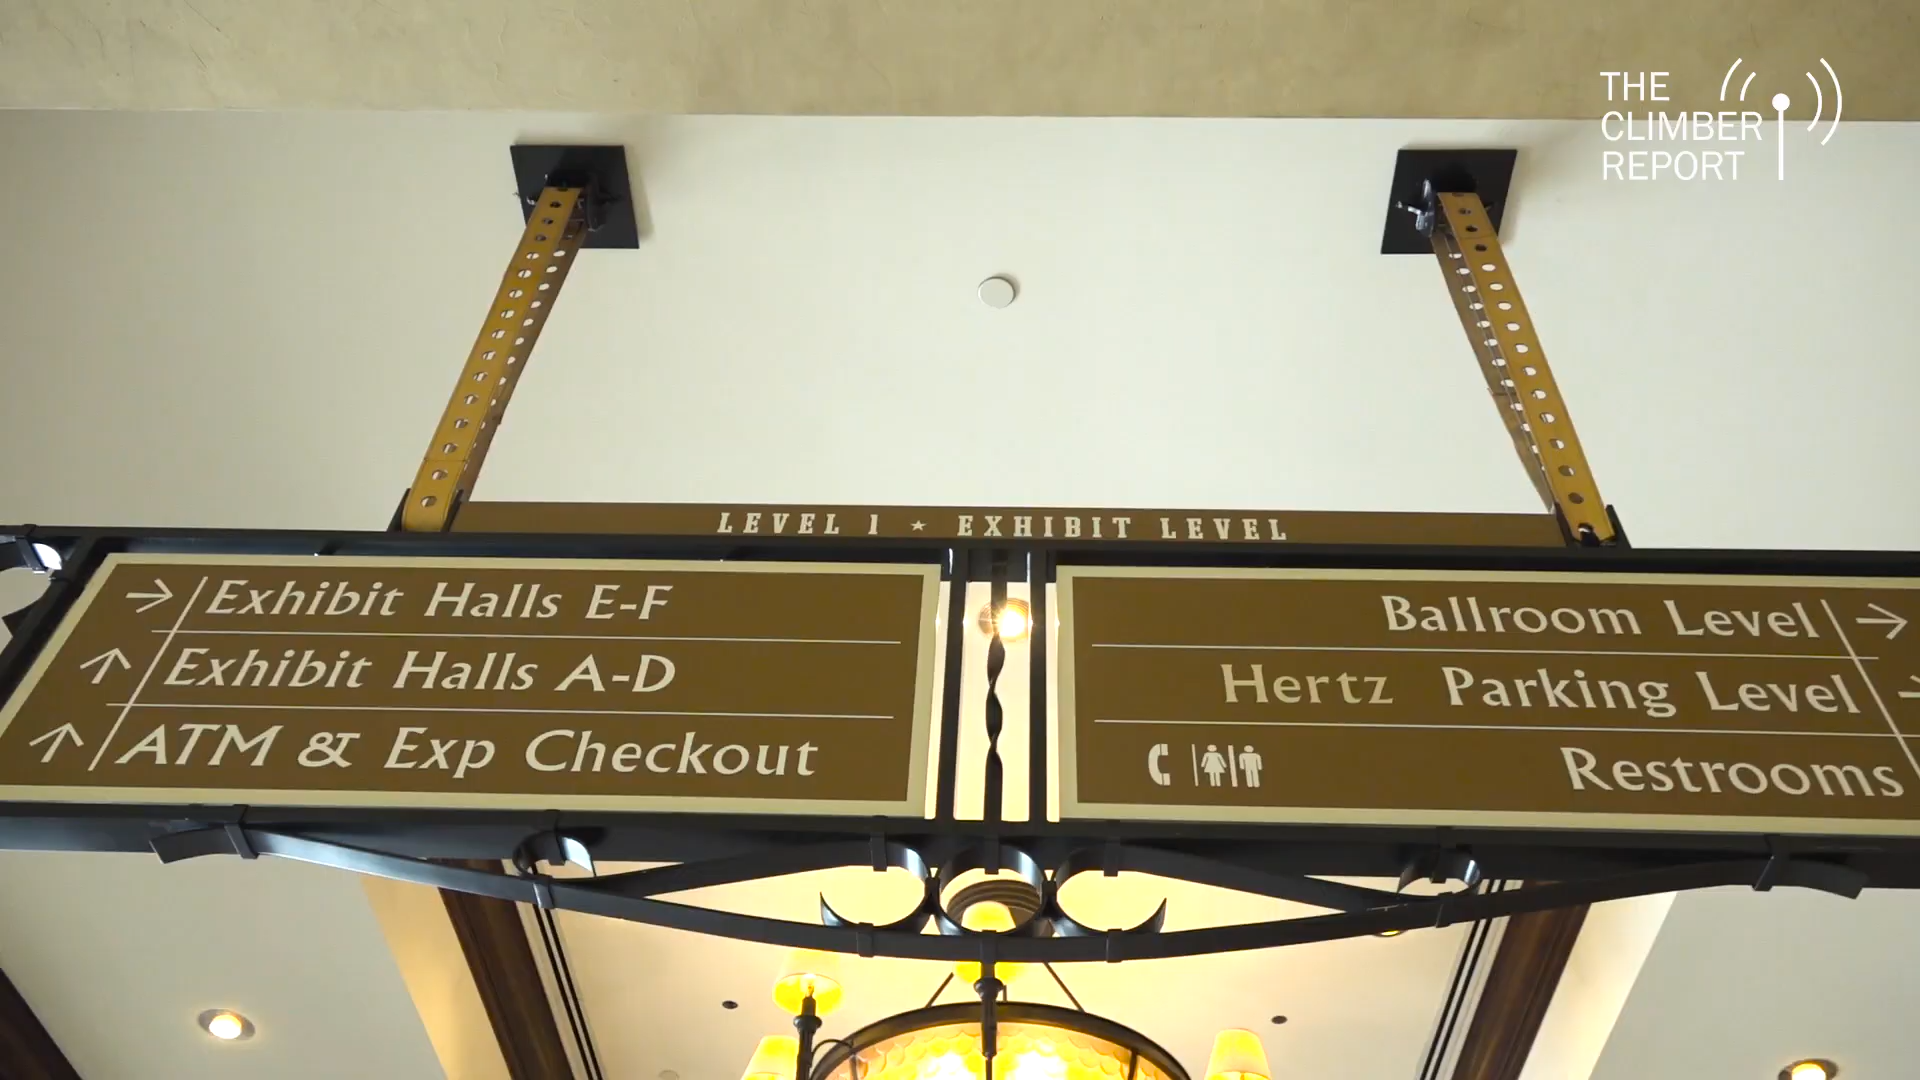 THE
CLIMBER
REPORT
LEVEL 1 ★ EXHIBIT LEVEL
Exhibit Halls E-F
Exhibit Halls A-D
ATM & Exp Checkout
Ballroom Level
Hertz Parking Level
Restrooms